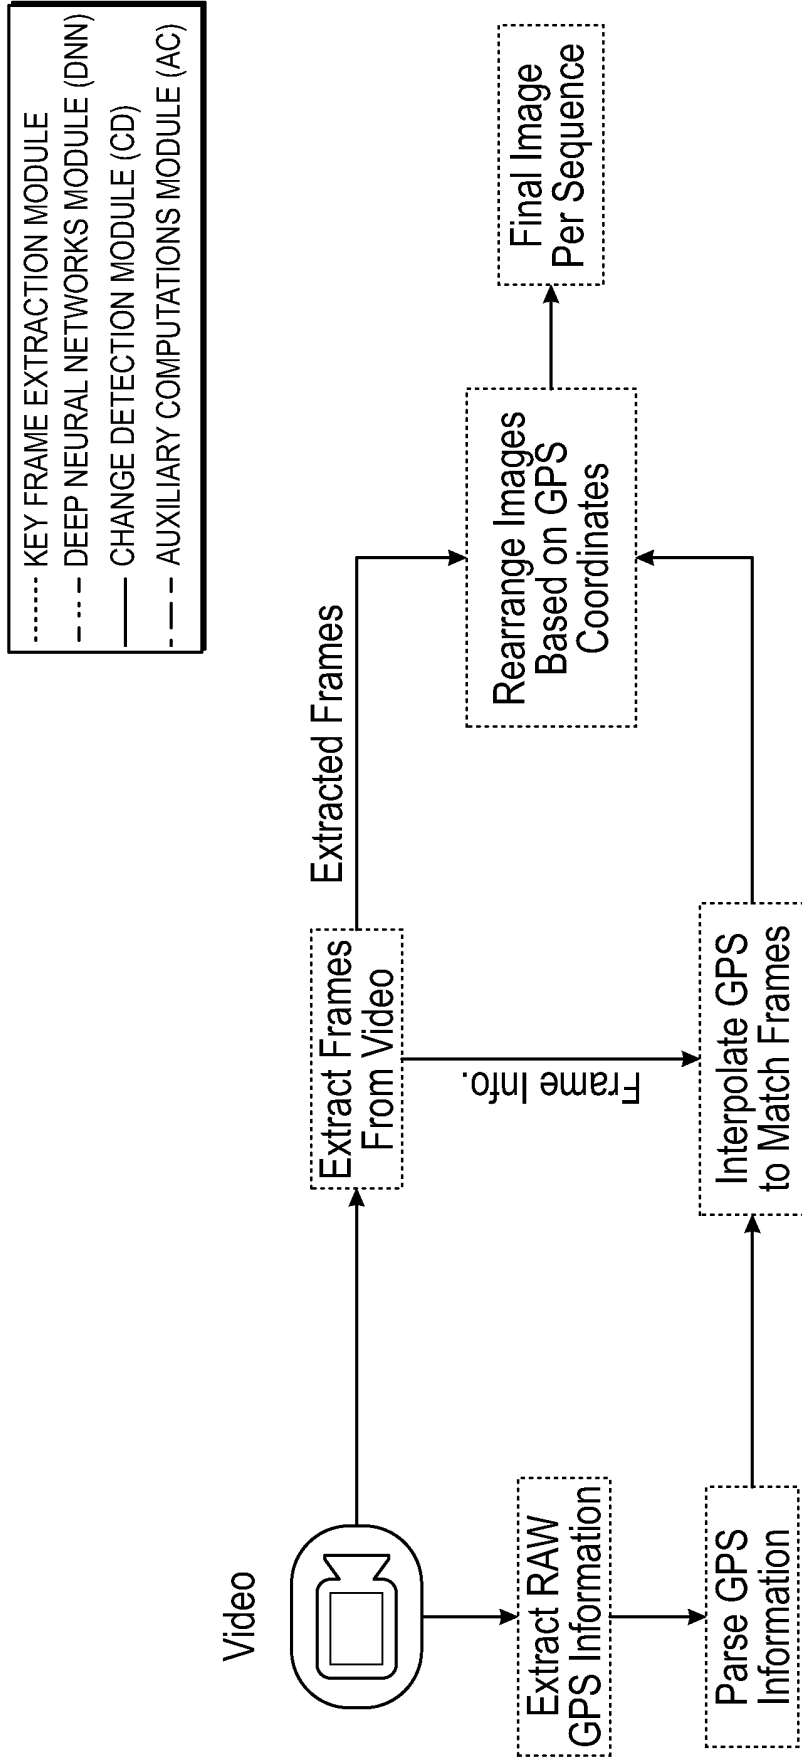 KEY FRAME EXTRACTION MODULE
DEEP NEURAL NETWORKS MODULE (DNN)
CHANGE DETECTION MODULE (CD)
AUXILIARY COMPUTATIONS MODULE (AC)
Video
Extract Frames
From Video
Extracted Frames
Frame Info.
Extract RAW
GPS Information
Parse GPS
Information
Interpolate GPS
to Match Frames
Rearrange Images
Based on GPS
Coordinates
Final Image
Per Sequence